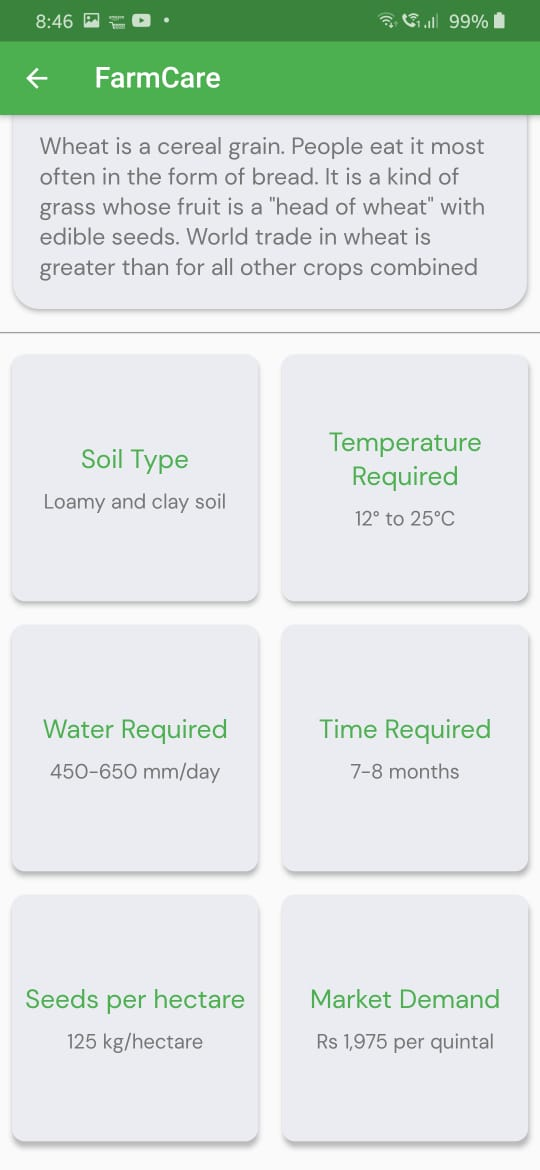 8:46 99%
FarmCare
Wheat is a cereal grain. People eat it most
often in the form of bread. It is a kind of
grass whose fruit is a "head of wheat" with
edible seeds. World trade in wheat is
greater than for all other crops combined
Soil Type
Loamy and clay soil
Temperature
Required
12° to 25°C
Water Required
450-650 mm/day
Time Required
7-8 months
Seeds per hectare
125 kg/hectare
Market Demand
Rs 1,975 per quintal